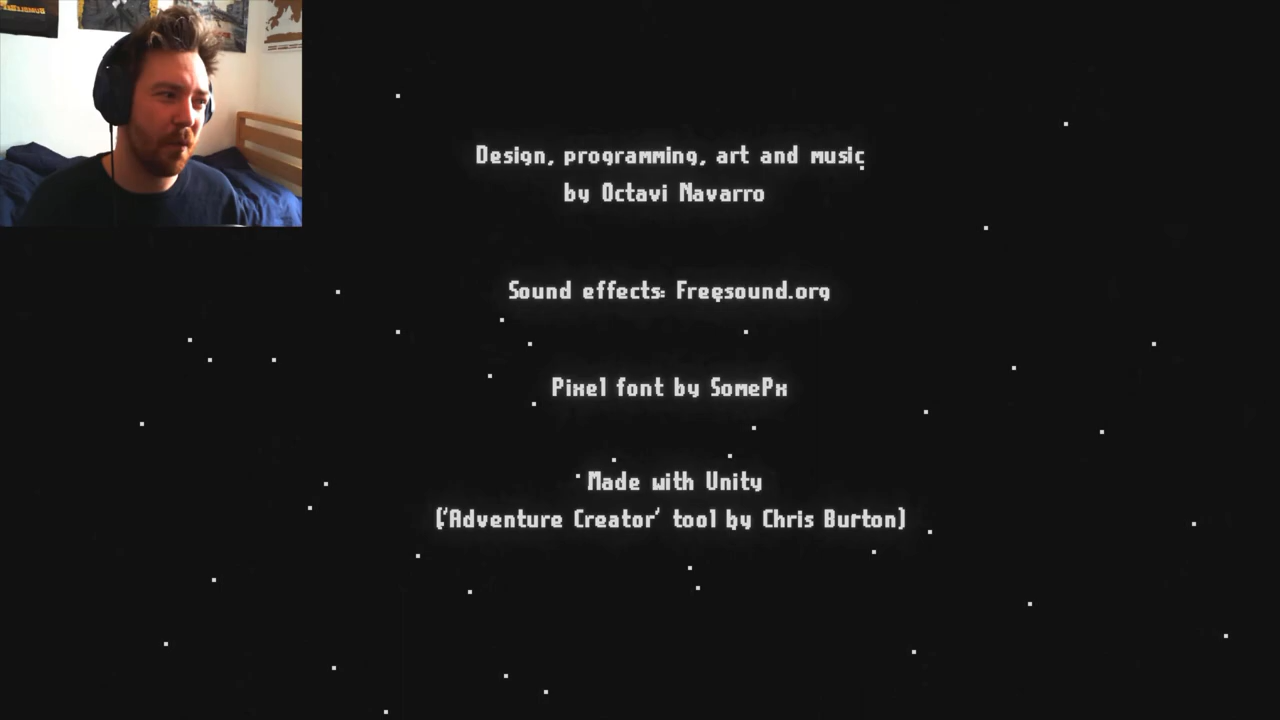 Design, programming, art and music
by Octavi Navarro
Sound effects: Freesound.org
Pixel font by SomePx
Made with Unity
('Adventure Creator' tool by Chris Burton)